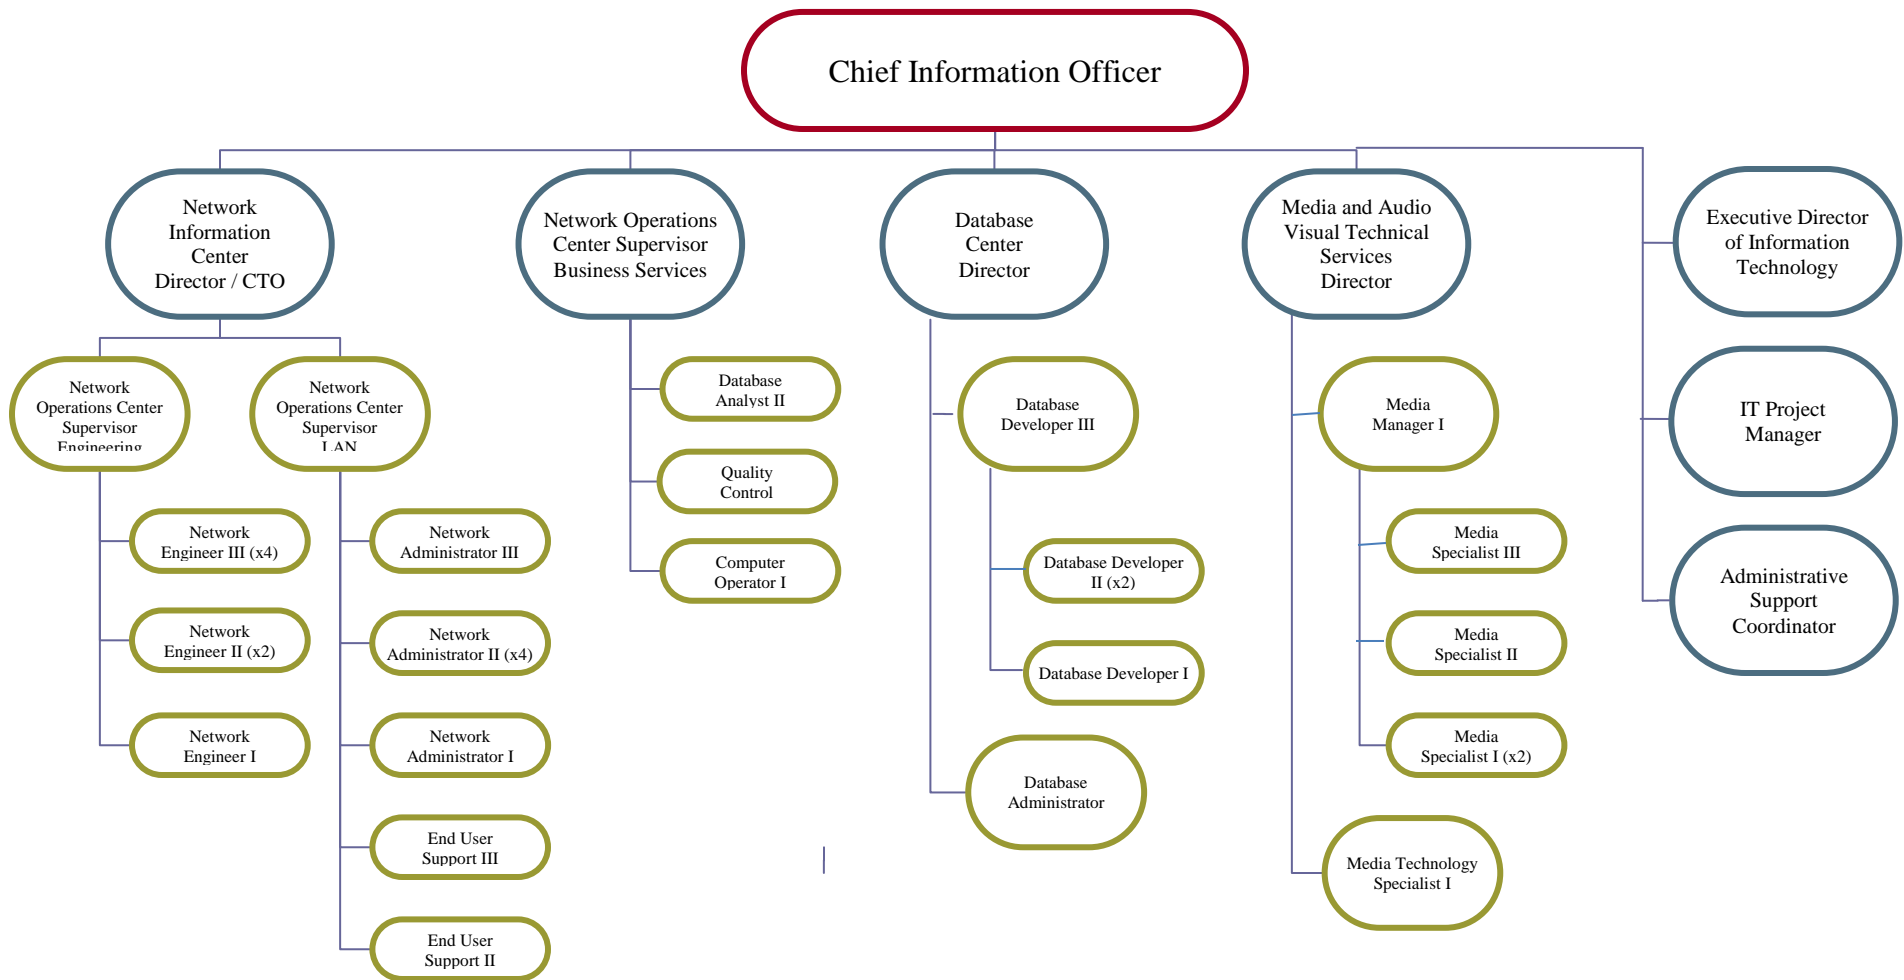 Chief Information Officer
Network
Information
Center
Director / CTO
Network Operations
Center Supervisor
Business Services
Database
Center
Director
Media and Audio
Visual Technical
Services
Director
Executive Director
of Information
Technology
IT Project
Manager
Administrative
Support
Coordinator
Network
Operations Center
Supervisor
Engineering
Network
Operations Center
Supervisor
LAN
Network
Engineer III (x4)
Network
Engineer II (x2)
Network
Engineer I
Network
Administrator III
Network
Administrator II (x4)
Network
Administrator I
End User
Support III
End User
Support II
Database
Analyst II
Quality
Control
Computer
Operator I
Database
Developer III
Database Developer
II (x2)
Database Developer I
Database
Administrator
Media
Manager I
Media
Specialist III
Media
Specialist II
Media
Specialist I (x2)
Media Technology
Specialist I